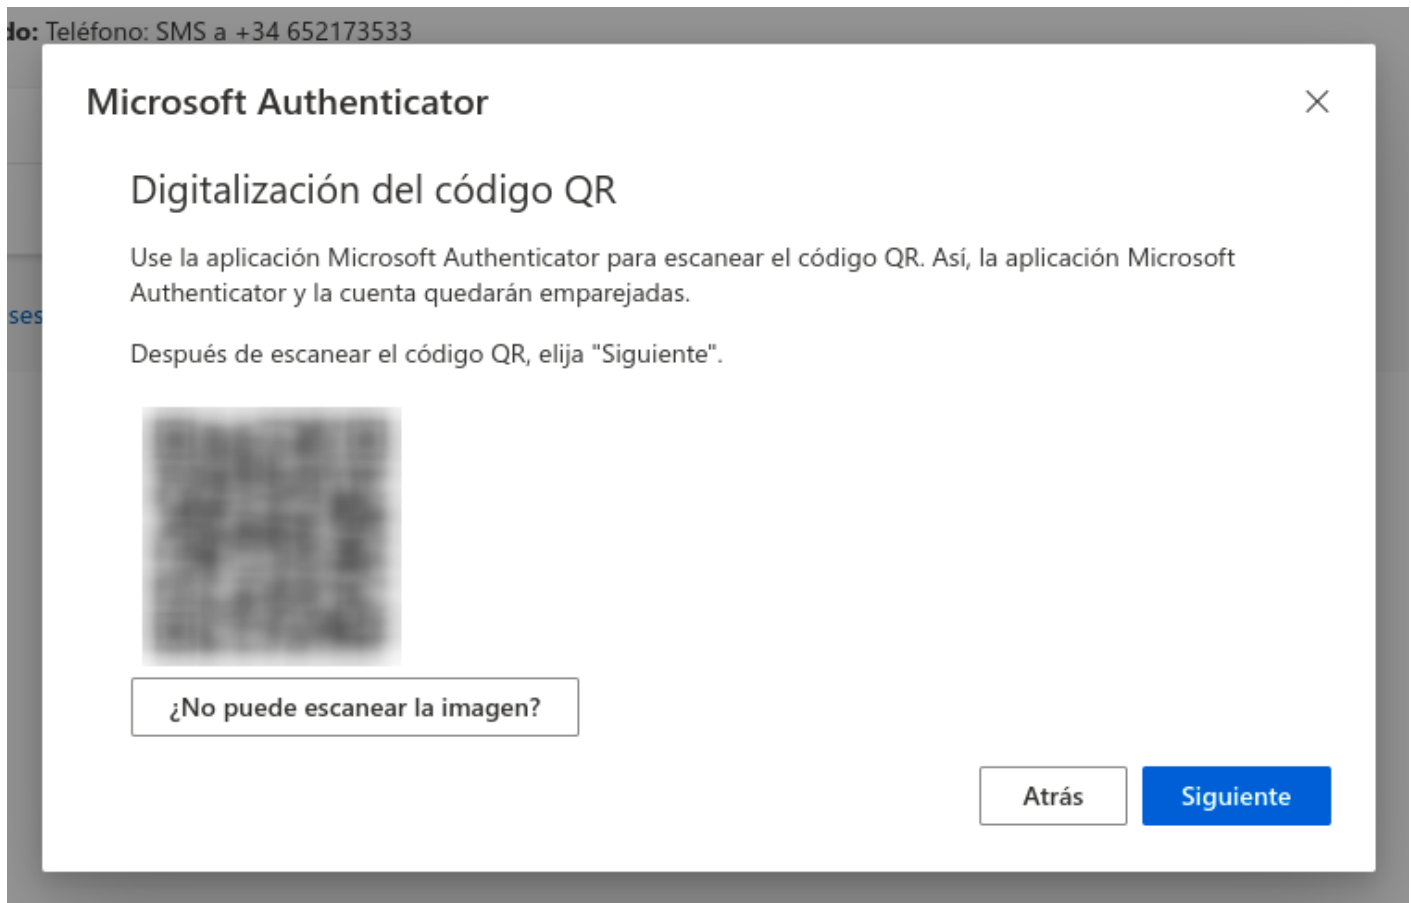 do: Teléfono: SMS a +34 652173533
Microsoft Authenticator
Digitalización del código QR
Use la aplicación Microsoft Authenticator para escanear el código QR. Así, la aplicación Microsoft
Authenticator y la cuenta quedarán emparejadas.
ses
Después de escanear el código QR, elija "Siguiente".
¿No puede escanear la imagen?
Atrás
Siguiente